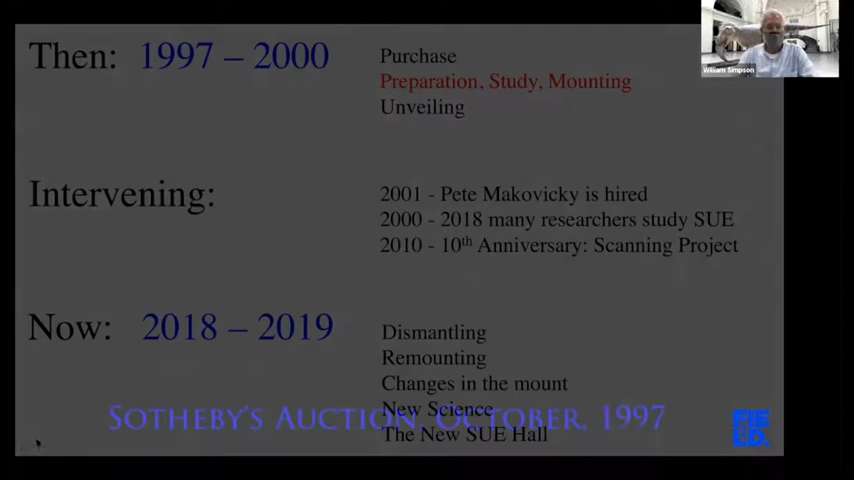 William Simpson
Then: 1997 – 2000
Purchase
Preparation, Study, Mounting
Unveiling
Intervening:
2001 - Pete Makovicky is hired
2000 - 2018 many researchers study SUE
2010 - 10th Anniversary: Scanning Project
Now: 2018 – 2019
Dismantling
Remounting
Changes in the mount
New Science
The New SUE Hall
SOTHEBY'S AUCTION, OCTOBER, 1997
FIE
LD.